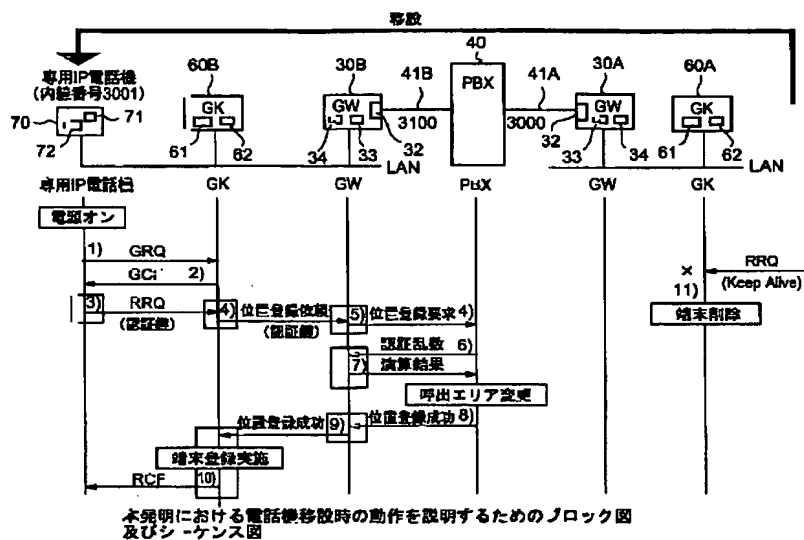 移設
専用IP電話機
(内線番号3001)
70
71
72
60B
GK
61
62
30B
GW
34
33
32
41B
3100
40
PBX
41A
3000
30A
GW
32
33
34
60A
GK
61
62
LAN
LAN
専用IP電話機
GK
GW
PBX
GW
GK
電源オン
1) GRQ
GCF 2)
3) RRQ
(認証鍵)
4) 位置登録依頼
(認証鍵)
5) 位置登録要求 4)
認証乱数 6)
7) 演算結果
呼出エリア変更
位置登録成功 8)
位置登録成功 9)
端末登録実施
RCF 10)
RRQ
(Keep Alive)
×
11)
端末削除
本発明における電話機移設時の動作を説明するためのブロック図
及びシーケンス図